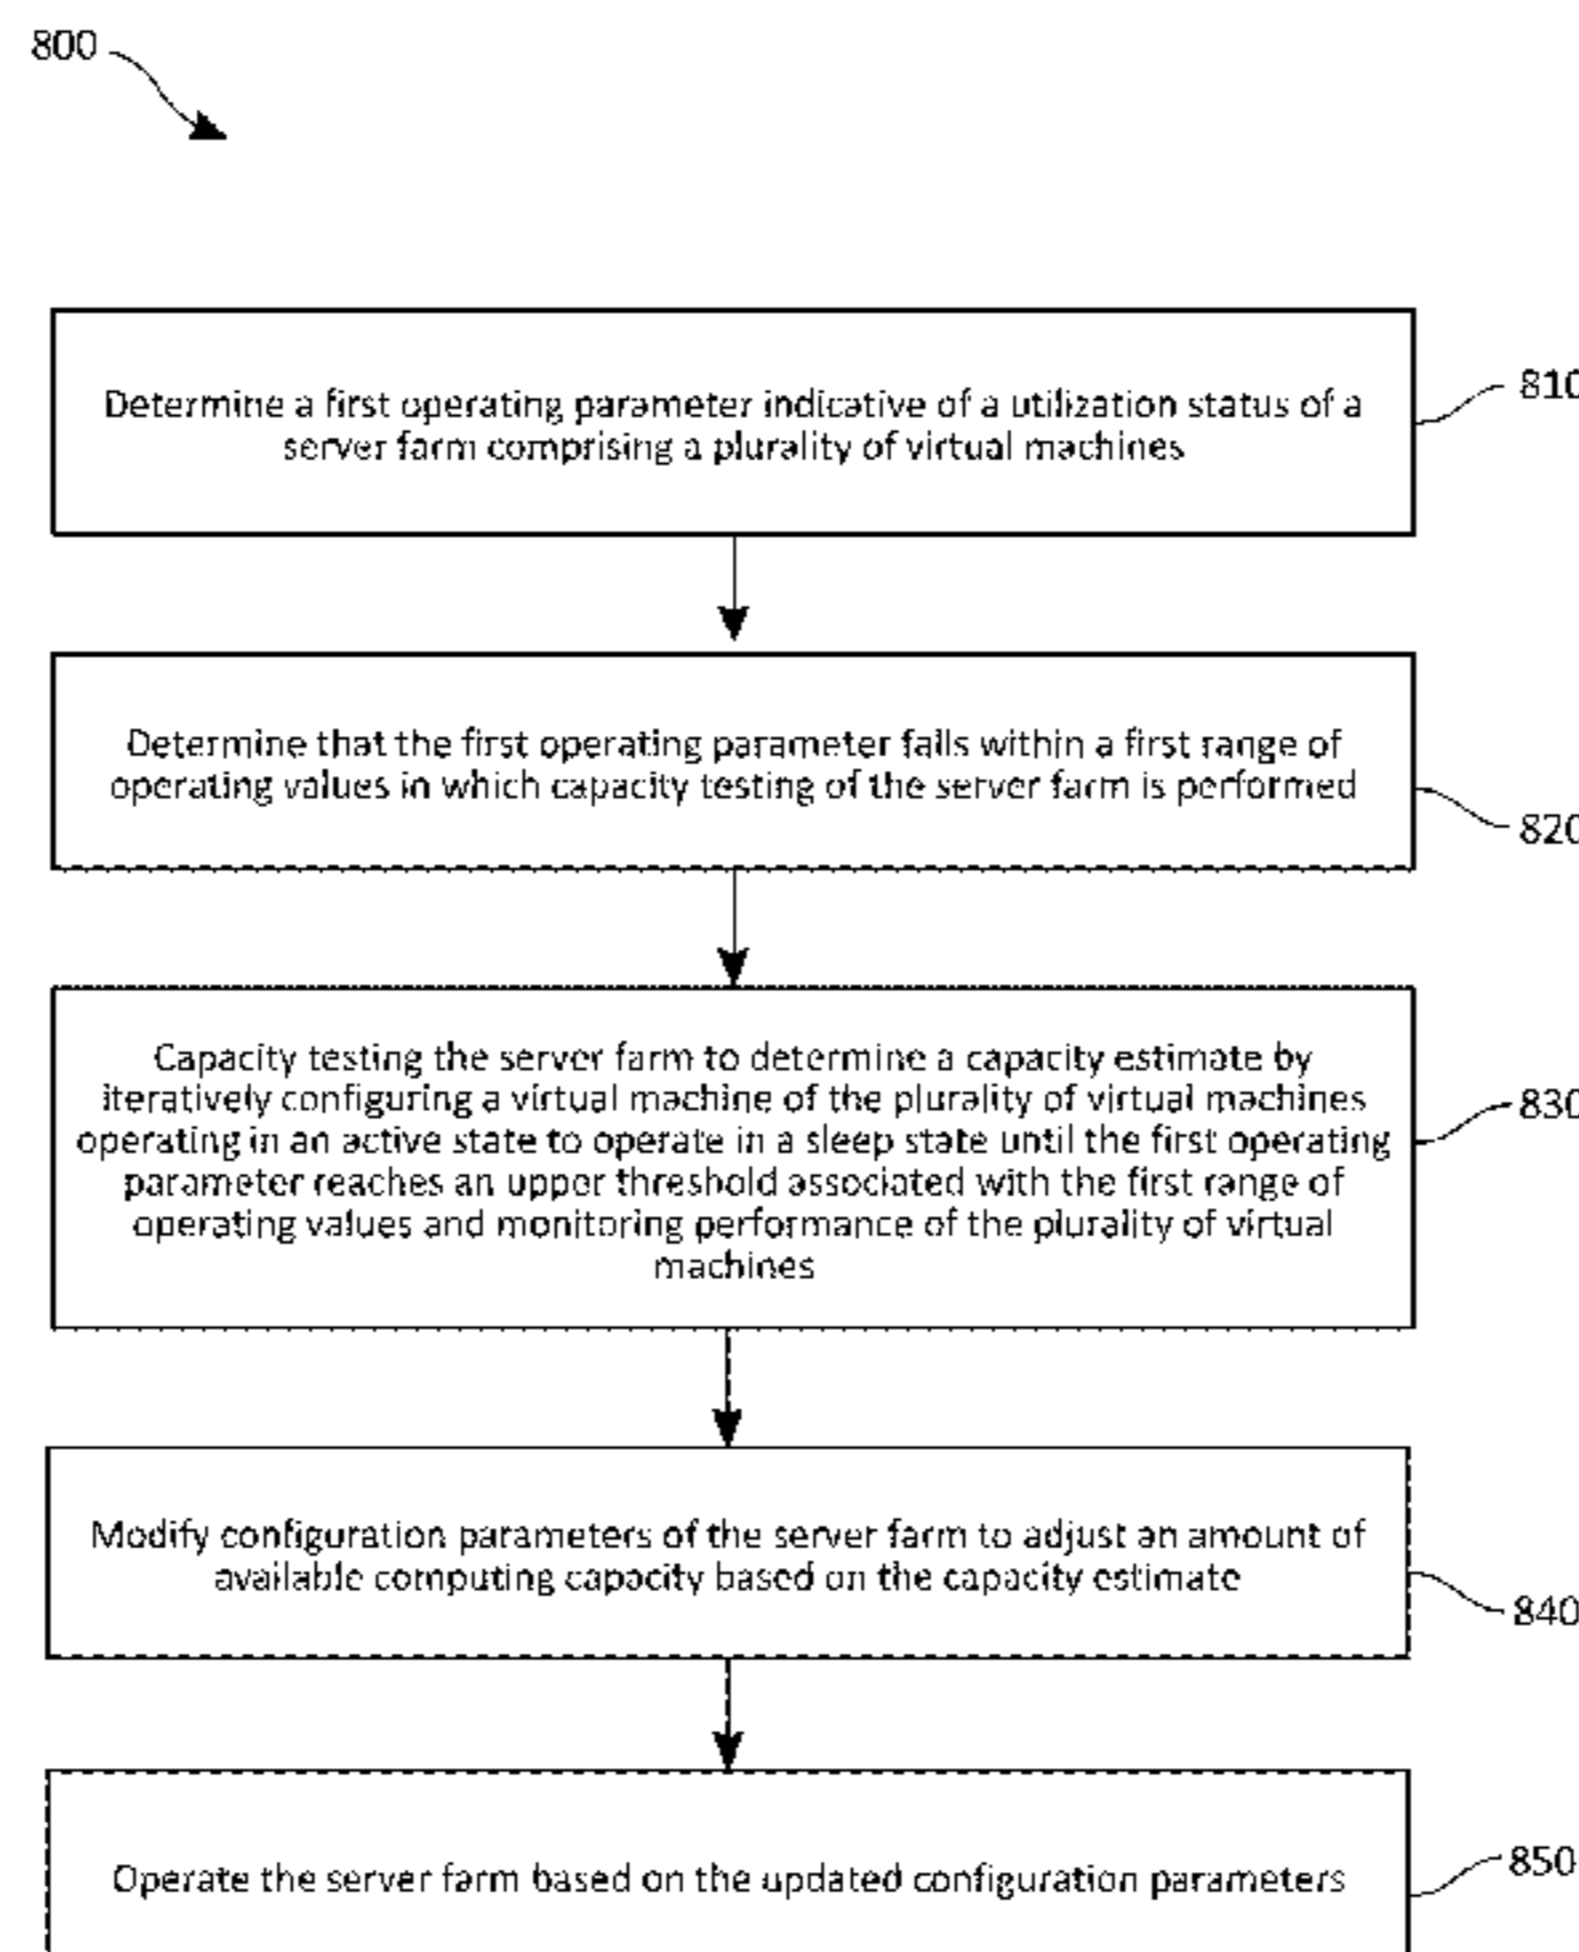 800
Determine a first operating parameter indicative of a utilization status of a
server farm comprising a plurality of virtual machines
810
Determine that the first operating parameter falls within a first range of
operating values in which capacity testing of the server farm is performed
820
Capacity testing the server farm to determine a capacity estimate by
iteratively configuring a virtual machine of the plurality of virtual machines
operating in an active state to operate in a sleep state until the first operating
parameter reaches an upper threshold associated with the first range of
operating values and monitoring performance of the plurality of virtual
machines
830
Modify configuration parameters of the server farm to adjust an amount of
available computing capacity based on the capacity estimate
840
Operate the server farm based on the updated configuration parameters
850